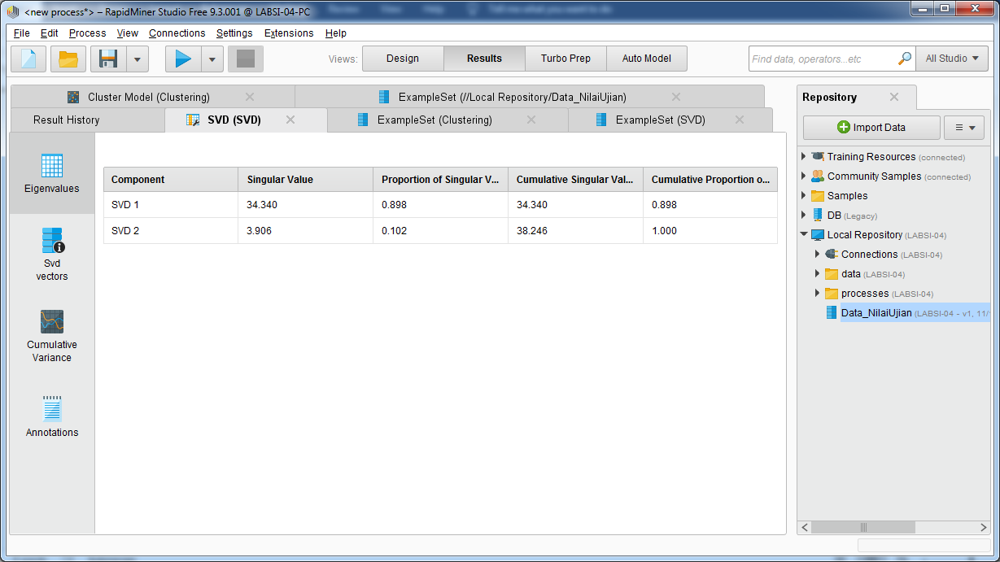 <new process*> – RapidMiner Studio Free 9.3.001 @ LABSI-04-PC
File Edit Process View Connections Settings Extensions Help
Views: Design Results Turbo Prep Auto Model Find data, operators...etc All Studio
Cluster Model (Clustering) ExampleSet (//Local Repository/Data_NilaiUjian)
Result History SVD (SVD) ExampleSet (Clustering) ExampleSet (SVD)
Eigenvalues
Svd
vectors
Cumulative
Variance
Annotations
Component Singular Value Proportion of Singular V... Cumulative Singular Val... Cumulative Proportion o...
SVD 1 34.340 0.898 34.340 0.898
SVD 2 3.906 0.102 38.246 1.000
Repository
Import Data
Training Resources (connected)
Community Samples (connected)
Samples
DB (Legacy)
Local Repository (LABSI-04)
Connections (LABSI-04)
data (LABSI-04)
processes (LABSI-04)
Data_NilaiUjian (LABSI-04 - v1, 11/